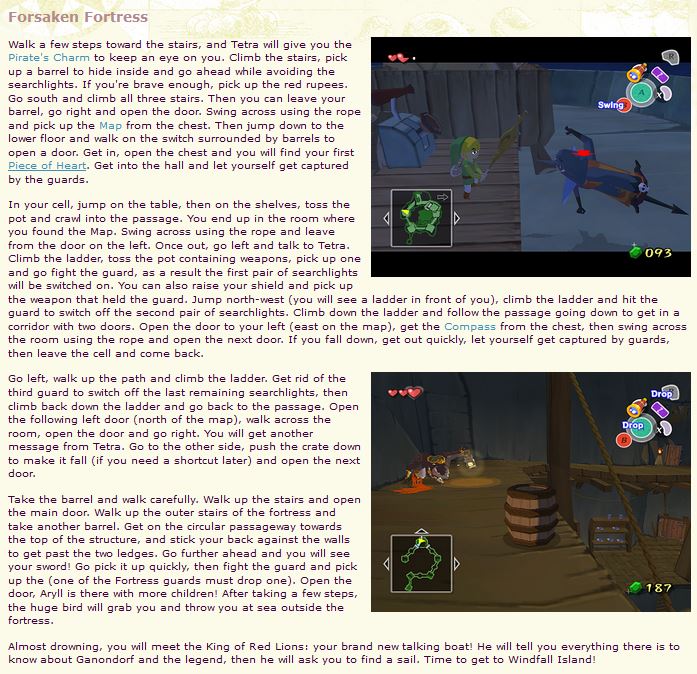 Forsaken Fortress
Walk a few steps toward the stairs, and Tetra will give you the
Pirate's Charm to keep an eye on you. Climb the stairs, pick
up a barrel to hide inside and go ahead while avoiding the
searchlights. If you're brave enough, pick up the red rupees.
Go south and climb all three stairs. Then you can leave your
barrel, go right and open the door. Swing across using the rope
and pick up the Map from the chest. Then jump down to the
lower floor and walk on the switch surrounded by barrels to
open a door. Get in, open the chest and you will find your first
Piece of Heart. Get into the hall and let yourself get captured
by the guards.
R
A
X
Swing
093
In your cell, jump on the table, then on the shelves, toss the
pot and crawl into the passage. You end up in the room where
you found the Map. Swing across using the rope and leave
from the door on the left. Once out, go left and talk to Tetra.
Climb the ladder, toss the pot containing weapons, pick up one
and go fight the guard, as a result the first pair of searchlights
will be switched on. You can also raise your shield and pick up
the weapon that held the guard. Jump north-west (you will see a ladder in front of you), climb the ladder and hit the
guard to switch off the second pair of searchlights. Climb down the ladder and follow the passage going down to get in a
corridor with two doors. Open the door to your left (east on the map), get the Compass from the chest, then swing across
the room using the rope and open the next door. If you fall down, get out quickly, let yourself get captured by guards,
then leave the cell and come back.
Go left, walk up the path and climb the ladder. Get rid of the
third guard to switch off the last remaining searchlights, then
climb back down the ladder and go back to the passage. Open
the following left door (north of the map), walk across the
room, open the door and go right. You will get another
message from Tetra. Go to the other side, push the crate down
to make it fall (if you need a shortcut later) and open the next
door.
Drop
Drop
X
B
187
Take the barrel and walk carefully. Walk up the stairs and open
the main door. Walk up the outer stairs of the fortress and
take another barrel. Get on the circular passageway towards
the top of the structure, and stick your back against the walls
to get past the two ledges. Go further ahead and you will see
your sword! Go pick it up quickly, then fight the guard and pick
up the (one of the Fortress guards must drop one). Open the
door, Aryll is there with more children! After taking a few steps,
the huge bird will grab you and throw you at sea outside the
fortress.
Almost drowning, you will meet the King of Red Lions: your brand new talking boat! He will tell you everything there is to
know about Ganondorf and the legend, then he will ask you to find a sail. Time to get to Windfall Island!